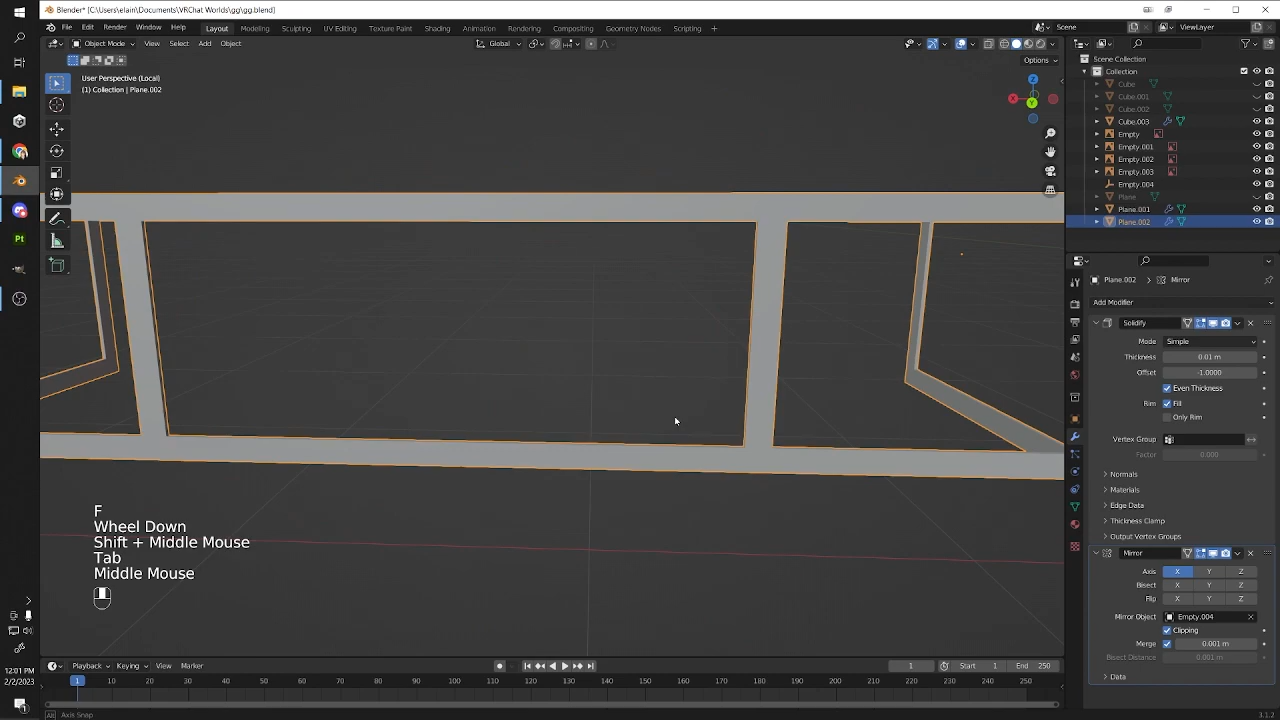 Blender* [C:\Users\elain\Documents\VRChat Worlds\gg\gg.blend]
File Edit Render Window Help Layout Modeling Sculpting UV Editing Texture Paint Shading Animation Rendering Compositing Geometry Nodes Scripting + Scene ViewLayer
Object Mode View Select Add Object Global
Options
User Perspective (Local)
(1) Collection | Plane.002
Scene Collection
Collection
Cube
Cube.001
Cube.002
Cube.003
Empty
Empty.001
Empty.002
Empty.003
Empty.004
Plane
Plane.001
Plane.002
X
Y
Z
Pt
Plane.002 > Mirror
Add Modifier
Solidify
Mode Simple
Thickness 0.01 m
Offset -1.0000
Even Thickness
Rim Fill
Only Rim
Vertex Group
Factor 0.000
Normals
Materials
Edge Data
Thickness Clamp
Output Vertex Groups
Mirror
Axis X Y Z
Bisect X Y Z
Flip X Y Z
Mirror Object Empty.004
Clipping
Merge 0.001 m
Bisect Distance 0.001 m
Data
F
Wheel Down
Shift + Middle Mouse
Tab
Middle Mouse
Playback Keying View Marker 1 Start 1 End 250
1 10 20 30 40 50 60 70 80 90 100 110 120 130 140 150 160 170 180 190 200 210 220 230 240 250
12:01 PM
2/2/2023
Axis Snap
3.1.2